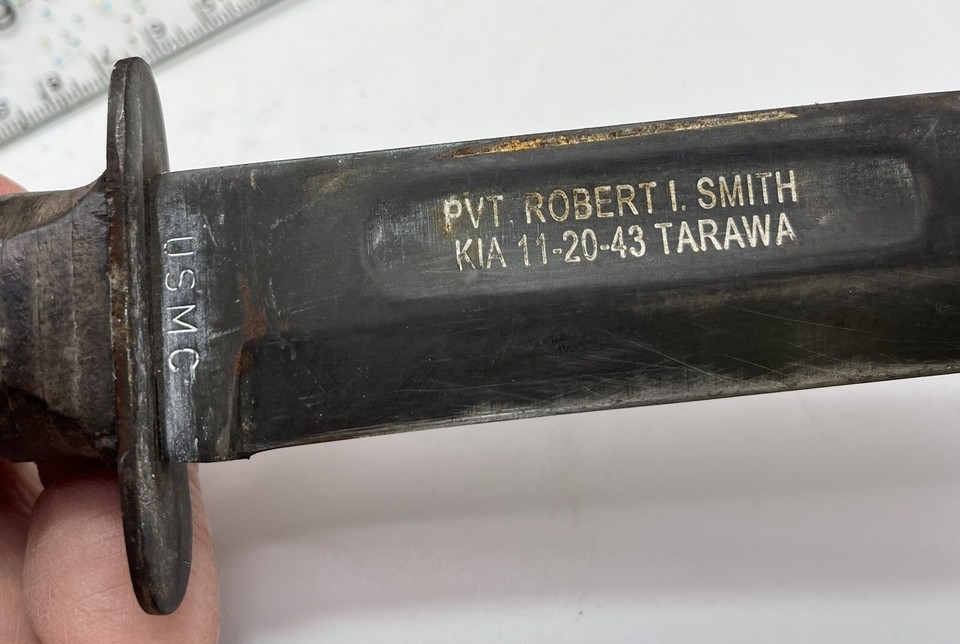 USMC
PVT. ROBERT I. SMITH
KIA 11-20-43 TARAWA